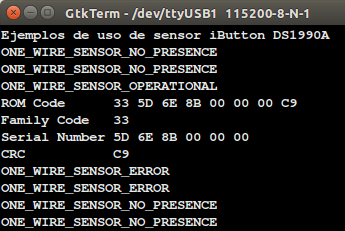 GtkTerm - /dev/ttyUSB1 115200-8-N-1
Ejemplos de uso de sensor iButton DS1990A
ONE_WIRE_SENSOR_NO_PRESENCE
ONE_WIRE_SENSOR_NO_PRESENCE
ONE_WIRE_SENSOR_OPERATIONAL
ROM Code 33 5D 6E 8B 00 00 00 C9
Family Code 33
Serial Number 5D 6E 8B 00 00 00
CRC C9
ONE_WIRE_SENSOR_ERROR
ONE_WIRE_SENSOR_ERROR
ONE_WIRE_SENSOR_NO_PRESENCE
ONE_WIRE_SENSOR_NO_PRESENCE